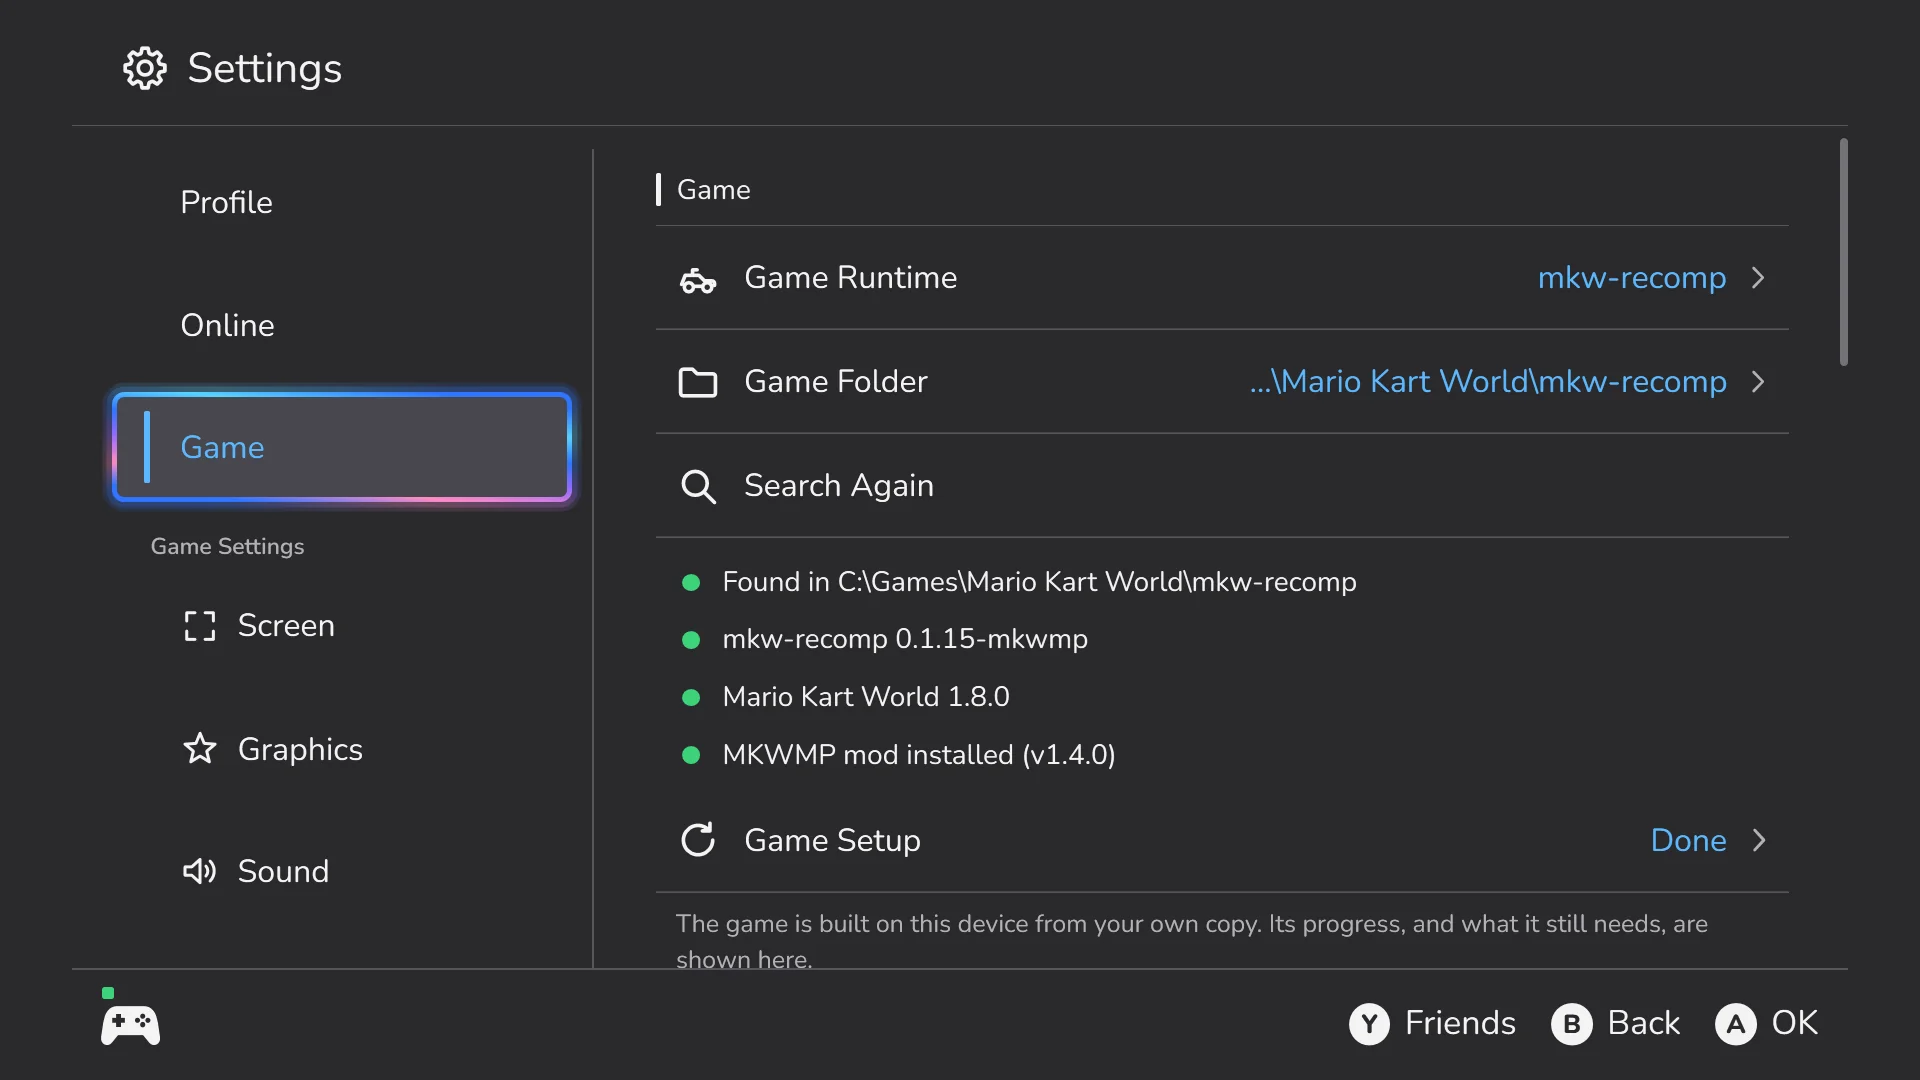 Settings
Profile
Online
Game
Game Settings
Screen
Graphics
Sound
Game
Game Runtime mkw-recomp
Game Folder ...\Mario Kart World\mkw-recomp
Search Again
Found in C:\Games\Mario Kart World\mkw-recomp
mkw-recomp 0.1.15-mkwmp
Mario Kart World 1.8.0
MKWMP mod installed (v1.4.0)
Game Setup Done
The game is built on this device from your own copy. Its progress, and what it still needs, are
shown here.
Y Friends B Back A OK